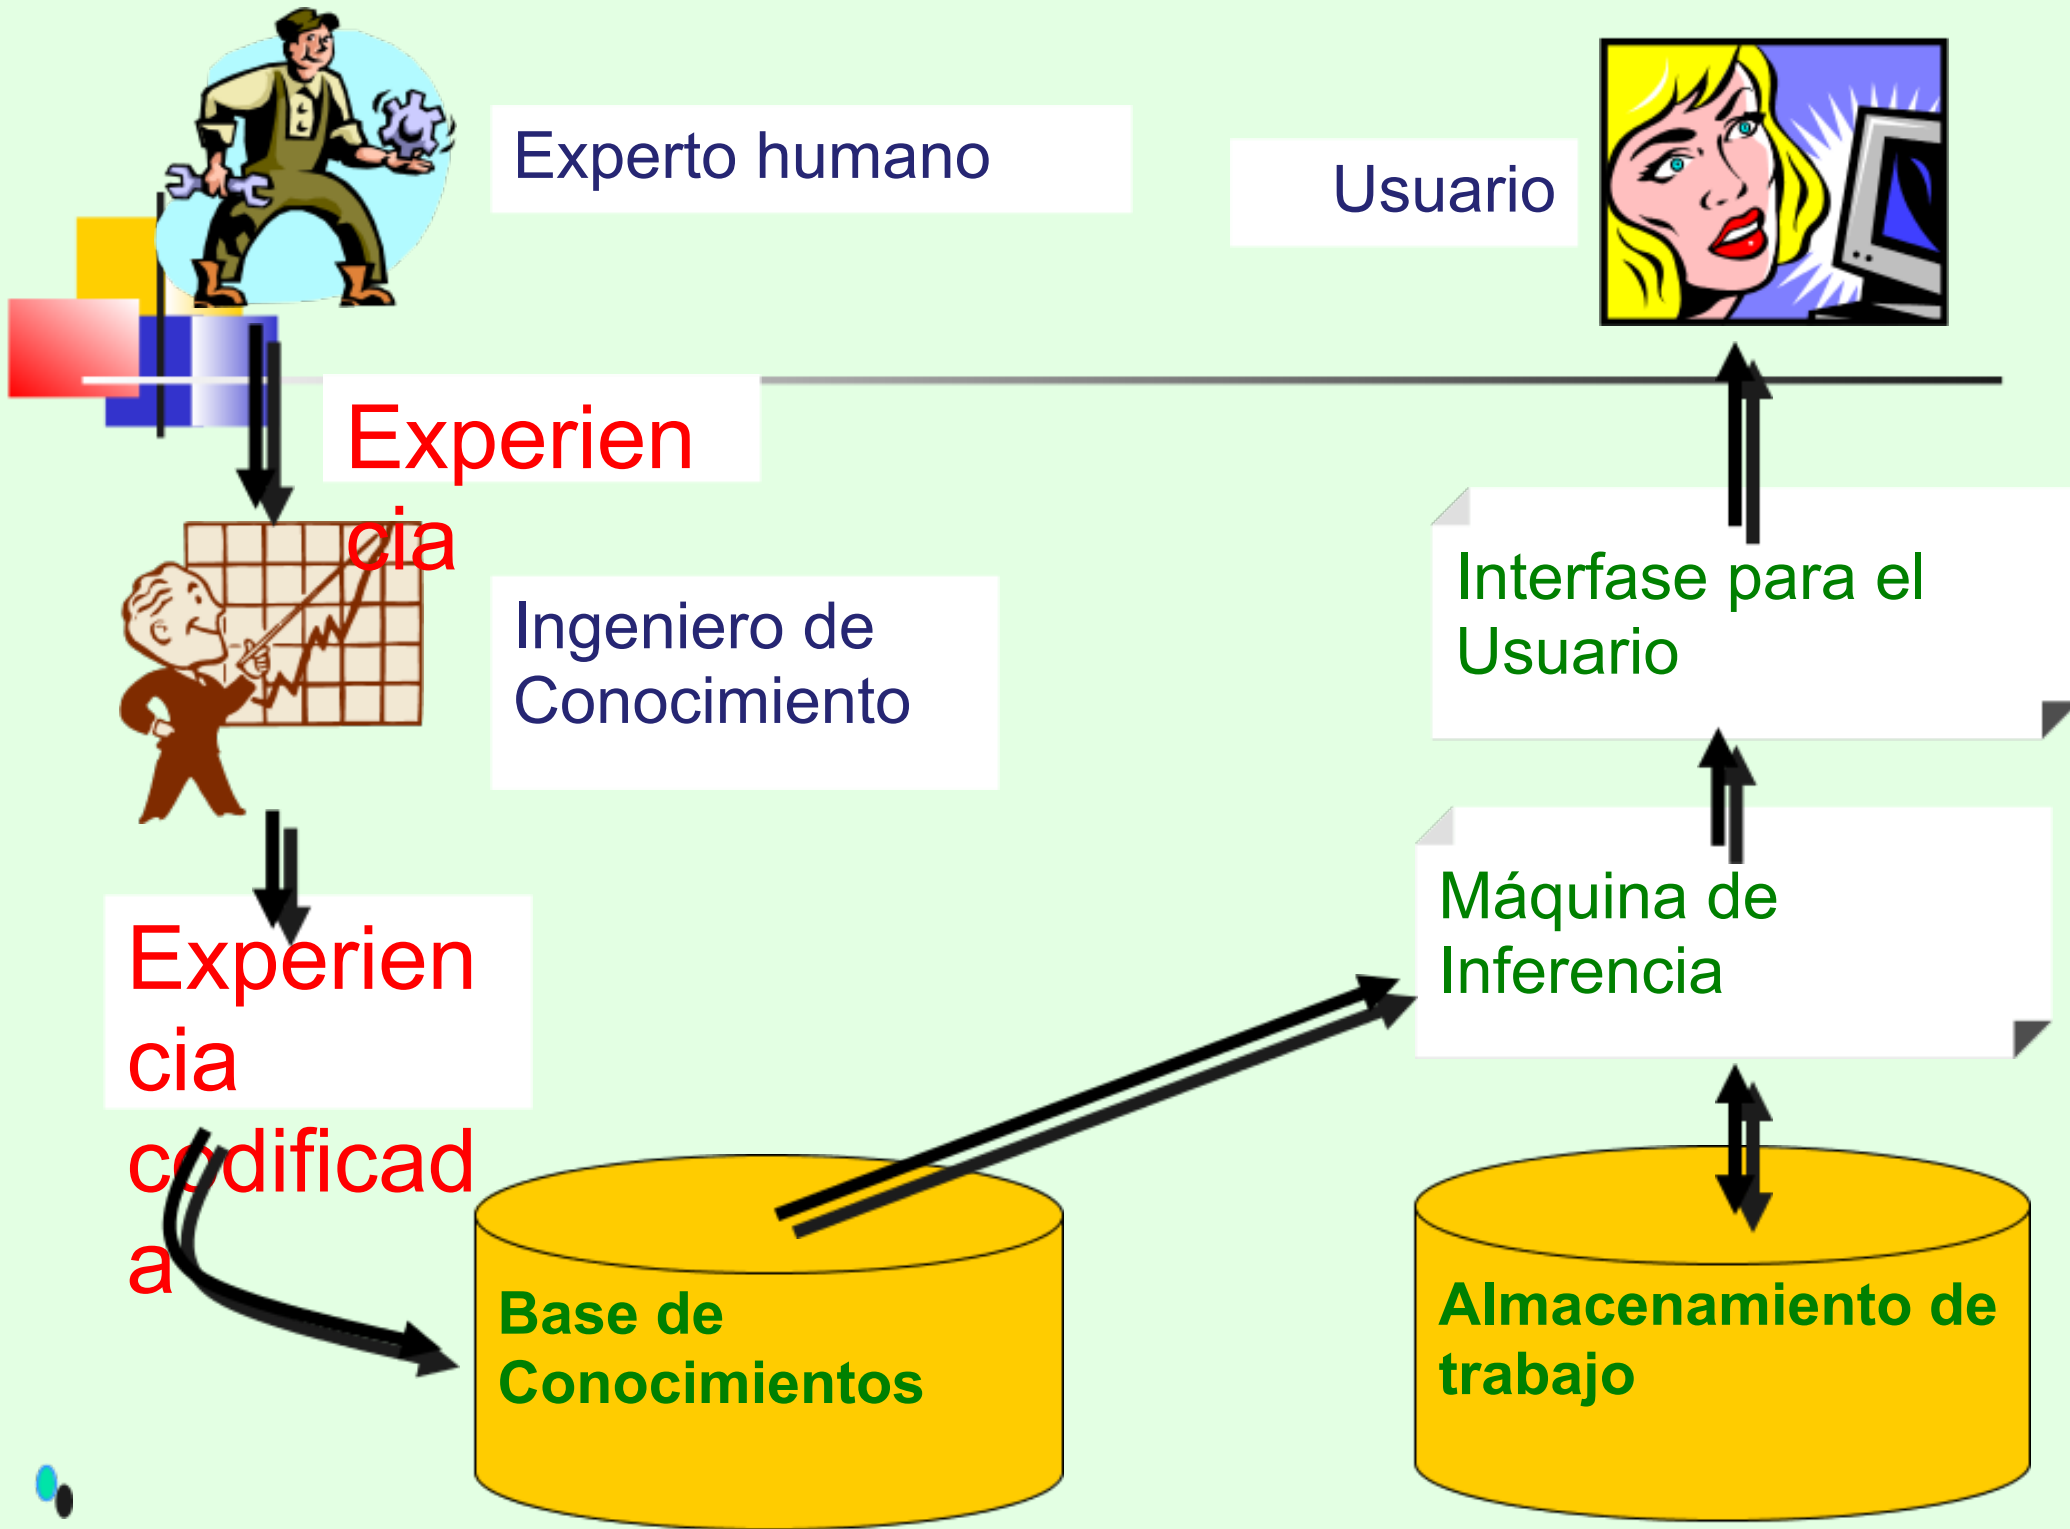 Experto humano
Usuario
Experien
cia
Ingeniero de
Conocimiento
Interfase para el
Usuario
Máquina de
Inferencia
Experien
cia
codificad
a
Base de
Conocimientos
Almacenamiento de
trabajo